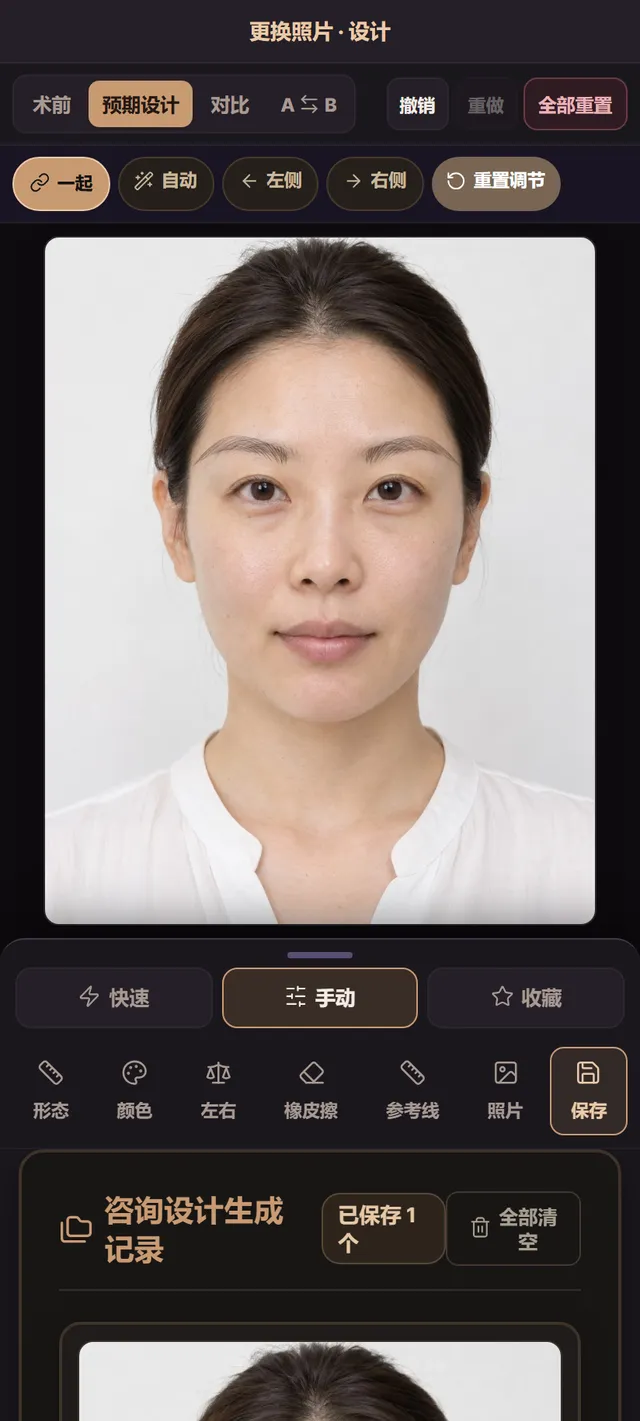 更换照片 · 设计
术前 预期设计 对比 A ⇆ B 撤销 重做 全部重置
一起 自动 左侧 右侧 重置调节
快速 手动 收藏
形态 颜色 左右 橡皮擦 参考线 照片 保存
咨询设计生成
记录
已保存 1
个
全部清
空